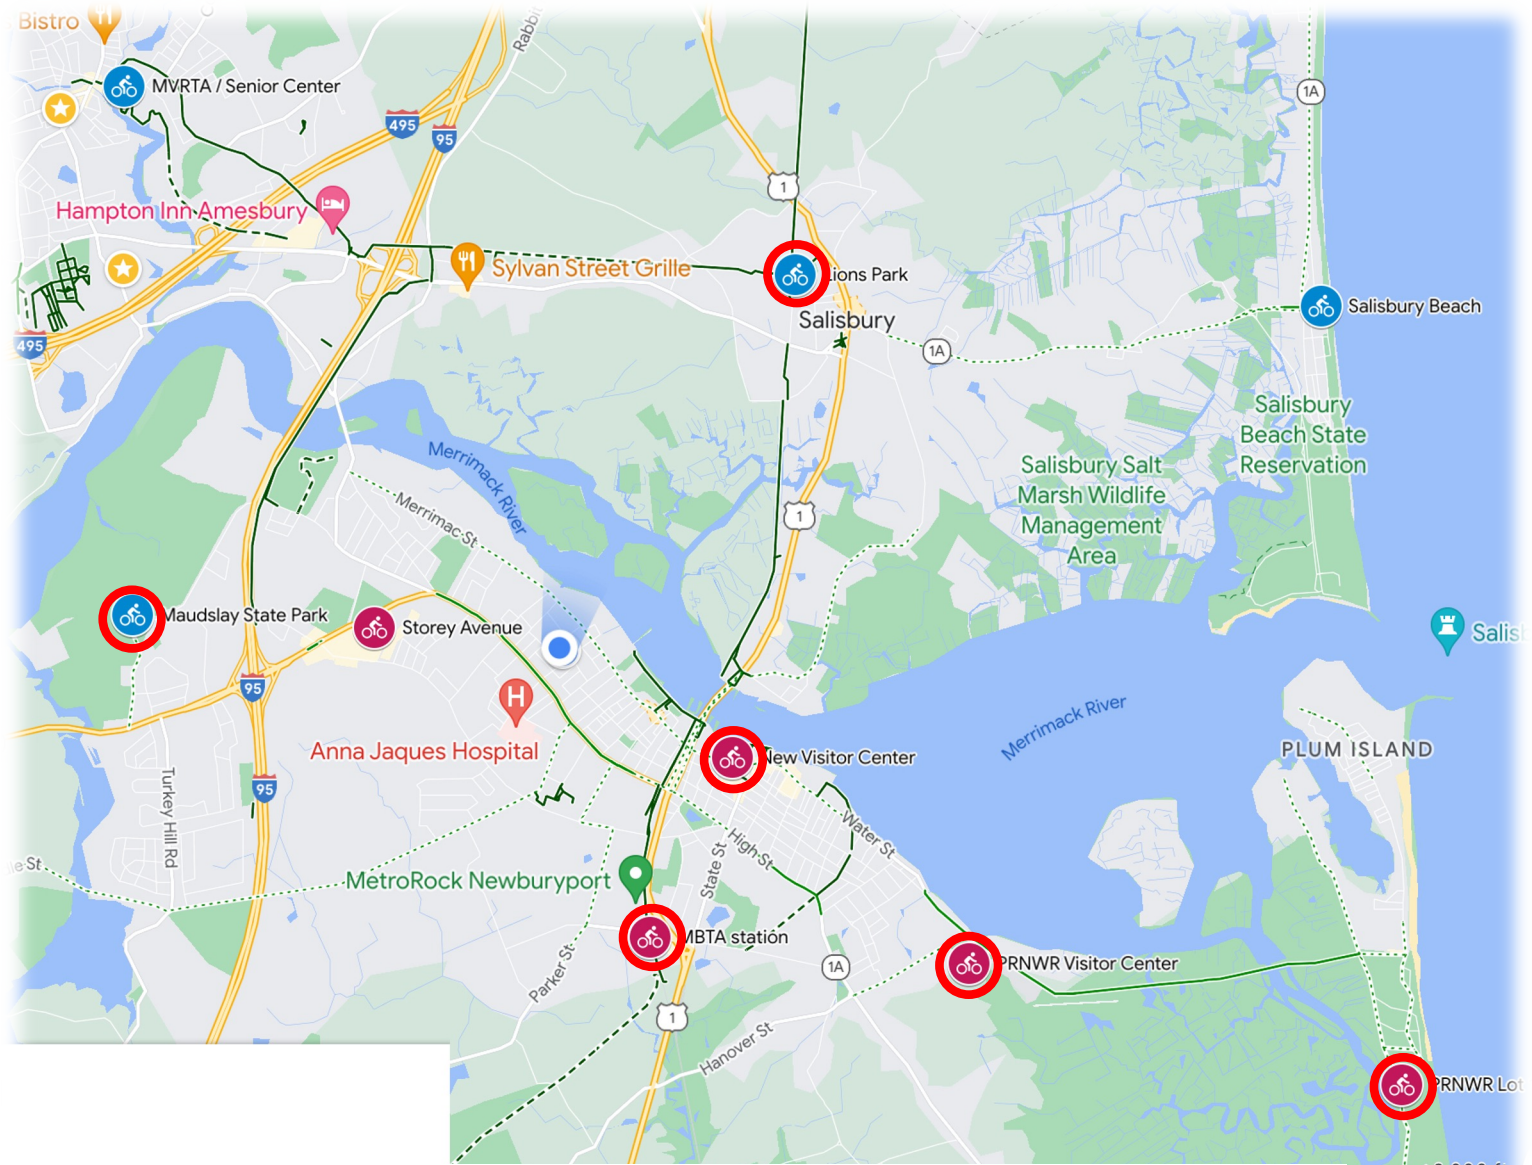 Bistro
Rabbit
MVRTA / Senior Center
1A
495
95
1
Hampton Inn Amesbury
Sylvan Street Grille
Lions Park
Salisbury
Salisbury Beach
495
1A
Salisbury
Beach State
Reservation
Merrimack River
Salisbury Salt
Marsh Wildlife
Management
Area
Merrimac St
1
Maudslay State Park
Storey Avenue
Salis
95
H
Merrimack River
Anna Jaques Hospital
New Visitor Center
PLUM ISLAND
95
Turkey Hill Rd
Water St
High St
State St
MetroRock Newburyport
MBTA statión
PRNWR Visitor Center
1A
Parker St
1
Hanover St
PRNWR Lot